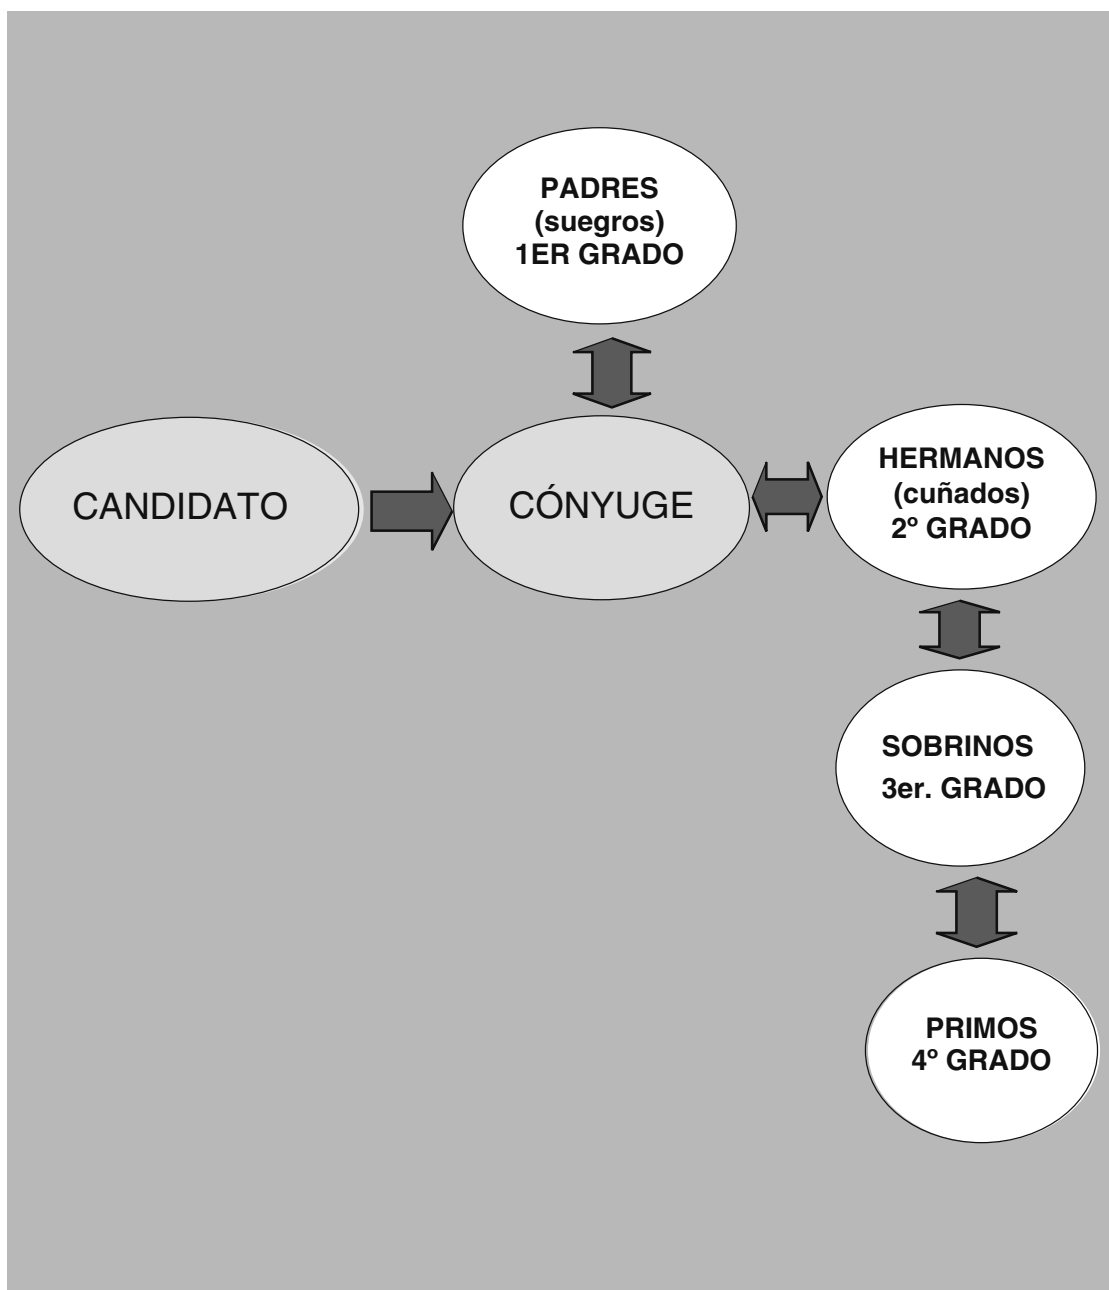 PADRES
(suegros)
1ER GRADO
CANDIDATO
CÓNYUGE
HERMANOS
(cuñados)
2º GRADO
SOBRINOS
3er. GRADO
PRIMOS
4º GRADO